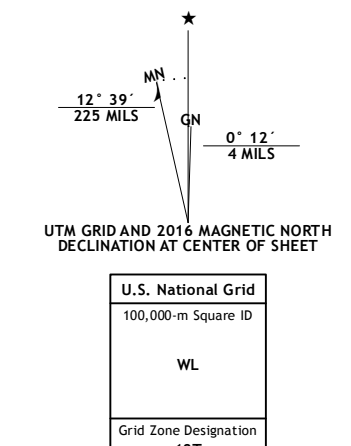 MN
12° 39´
225 MILS
GN
0° 12´
4 MILS
UTM GRID AND 2016 MAGNETIC NORTH
DECLINATION AT CENTER OF SHEET
U.S. National Grid
100,000-m Square ID
WL
Grid Zone Designation